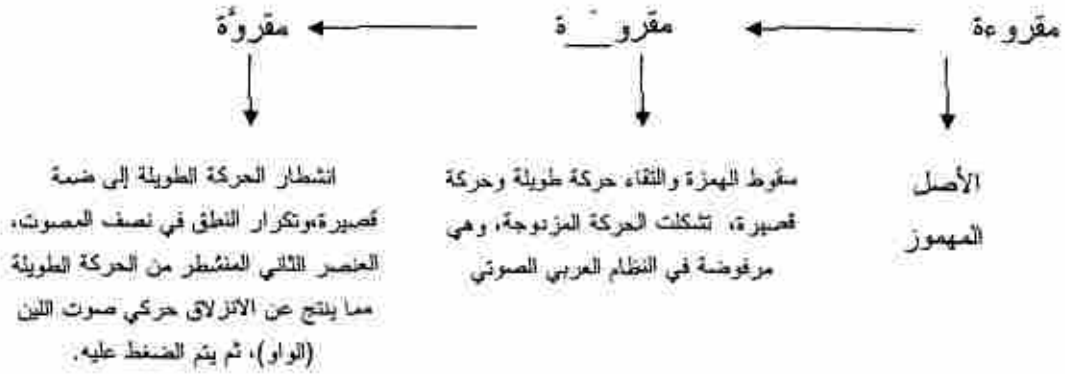 مقروءة ← مقرو _َ_ ة ← مقروَّة
الأصل
المهموز
سقوط الهمزة والتقاء حركة طويلة وحركة
قصيرة، تشكلت الحركة المزدوجة، وهي
مرفوضة في النظام العربي الصوتي
انشطار الحركة الطويلة إلى ضمة
قصيرة،وتكرار النطق في نصف المصوت،
العنصر الثاني المنشطر من الحركة الطويلة
مما ينتج عن الانزلاق حركي صوت اللين
(الواو)، ثم يتم الضغط عليه.